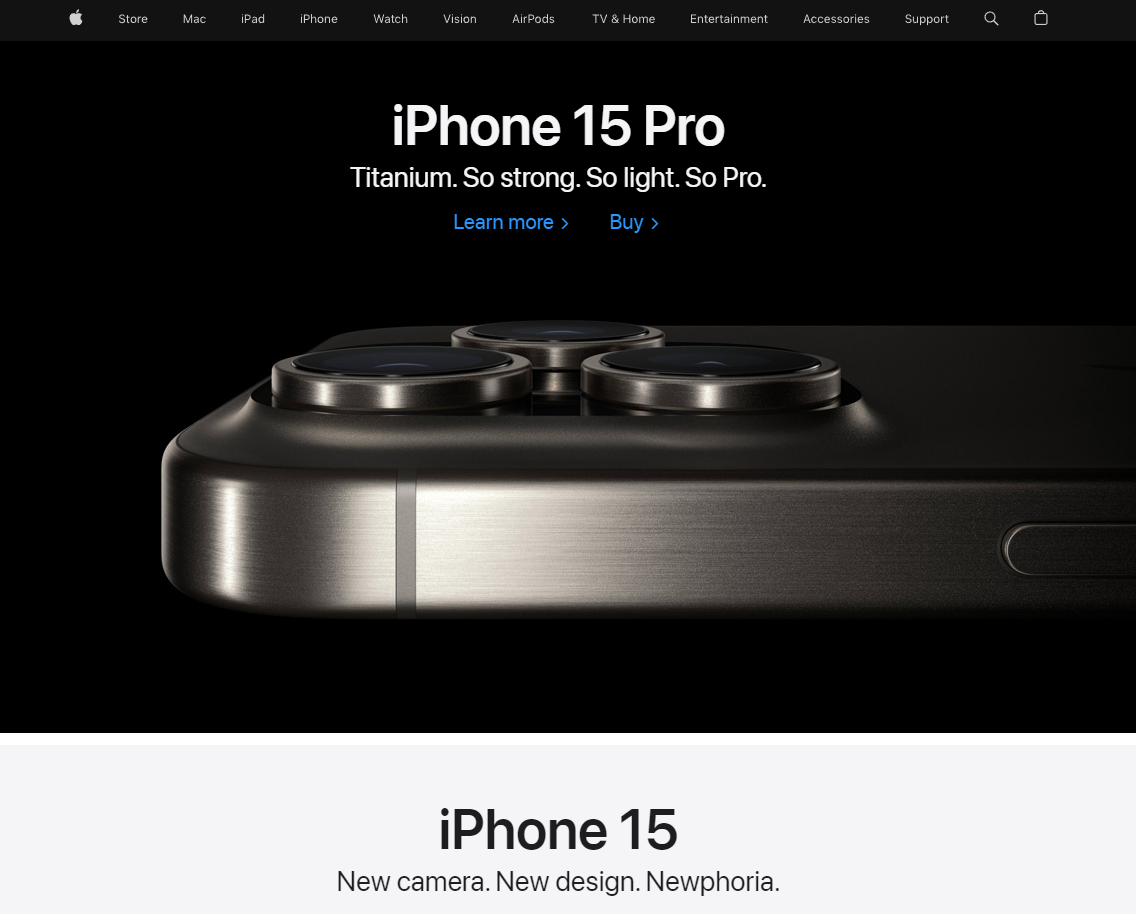 Store Mac iPad iPhone Watch Vision AirPods TV & Home Entertainment Accessories Support
iPhone 15 Pro
Titanium. So strong. So light. So Pro.
Learn more > Buy >
iPhone 15
New camera. New design. Newphoria.